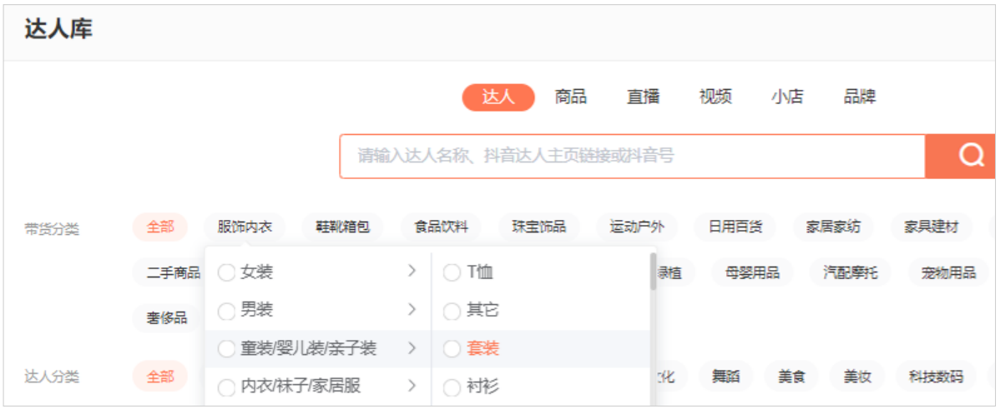 达人库
达人 商品 直播 视频 小店 品牌
请输入达人名称、抖音达人主页链接或抖音号
带货分类 全部 服饰内衣 鞋靴箱包 食品饮料 珠宝饰品 运动户外 日用百货 家居家纺 家具建材
二手商品 女装 T恤 绿植 母婴用品 汽配摩托 宠物用品
男装 其它
奢侈品
童装/婴儿装/亲子装 套装
达人分类 全部 化 舞蹈 美食 美妆 科技数码
内衣/袜子/家居服 衬衫